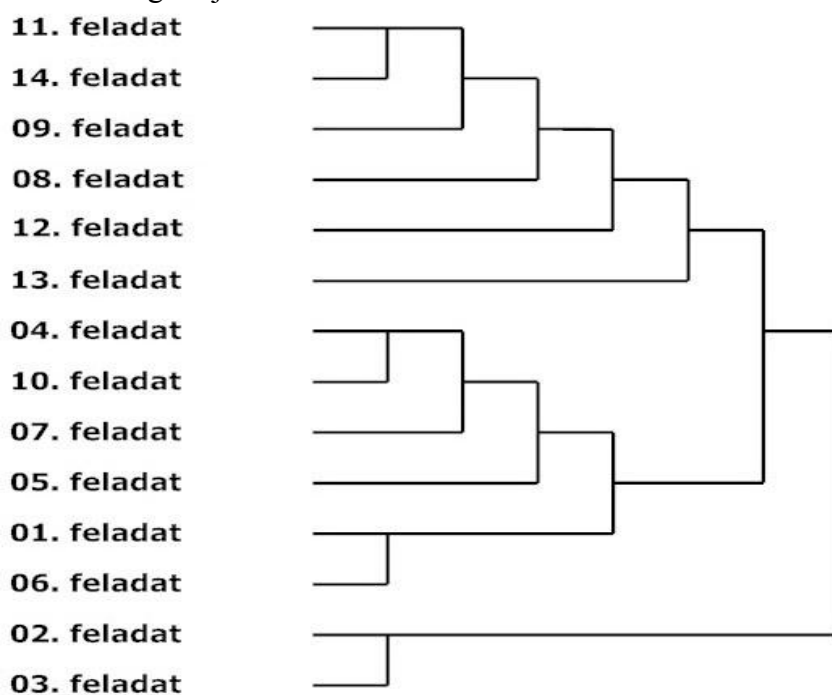 11. feladat
14. feladat
09. feladat
08. feladat
12. feladat
13. feladat
04. feladat
10. feladat
07. feladat
05. feladat
01. feladat
06. feladat
02. feladat
03. feladat